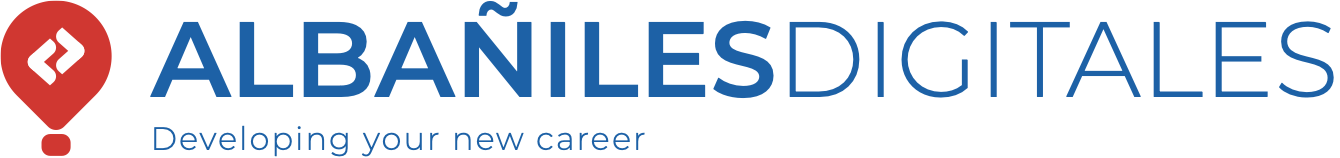 ALBAÑILESDIGITALES
Developing your new career